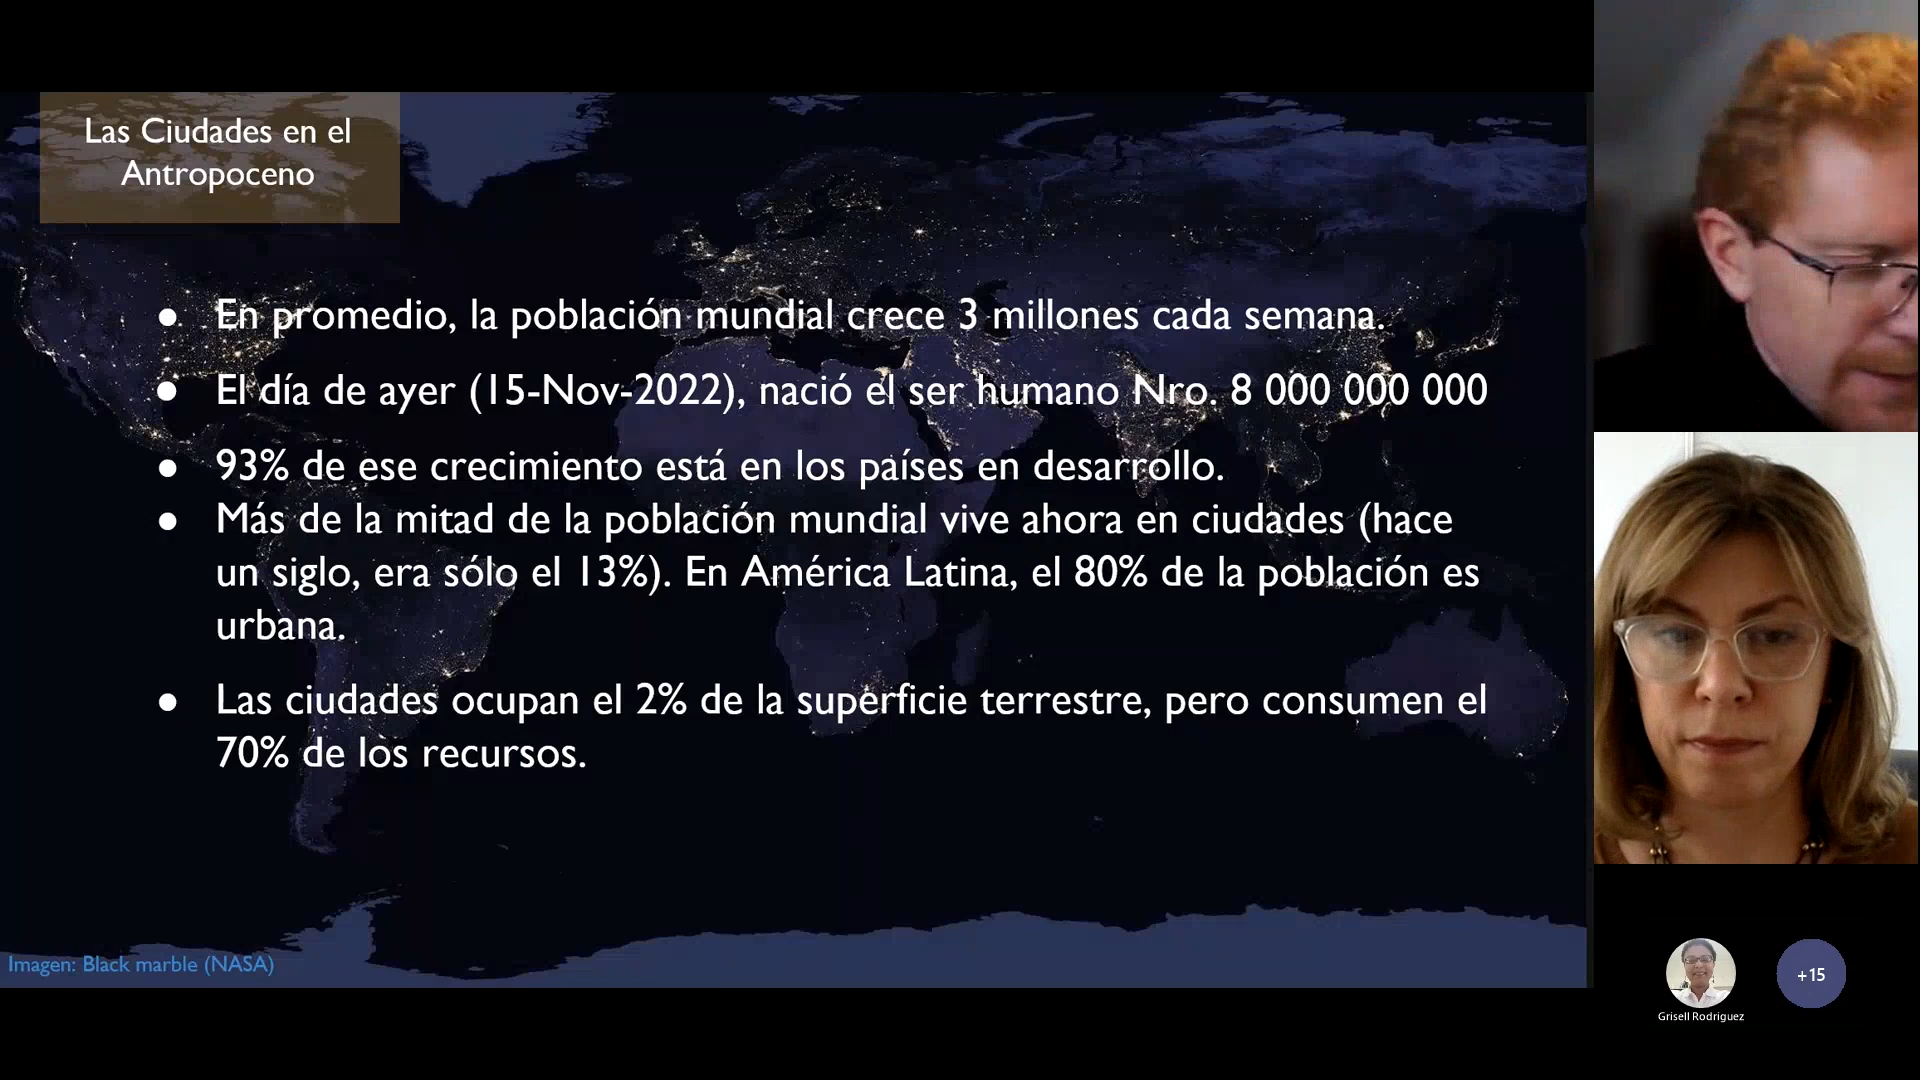 Las Ciudades en el
Antropoceno
● En promedio, la población mundial crece 3 millones cada semana.
● El día de ayer (15-Nov-2022), nació el ser humano Nro. 8 000 000 000
● 93% de ese crecimiento está en los países en desarrollo.
● Más de la mitad de la población mundial vive ahora en ciudades (hace
un siglo, era sólo el 13%). En América Latina, el 80% de la población es
urbana.
● Las ciudades ocupan el 2% de la superficie terrestre, pero consumen el
70% de los recursos.
Imagen: Black marble (NASA)
+15
Grisell Rodriguez